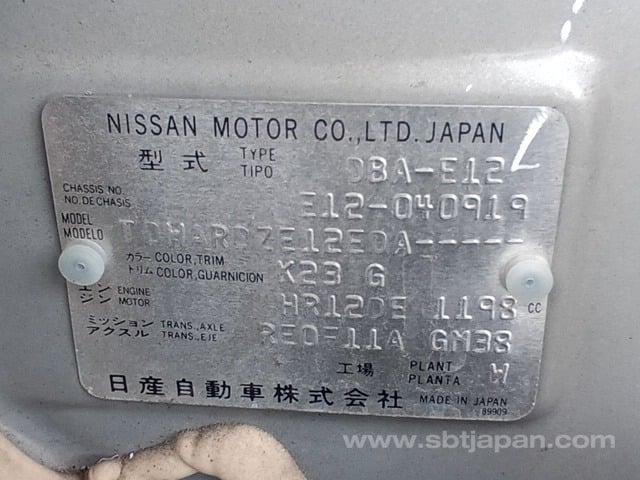 NISSAN MOTOR CO.,LTD. JAPAN
型式 TYPE TIPO DBA-E12
CHASSIS NO. NO.DE CHASIS E12-040919
MODEL MODELO
カラー COLOR,TRIM トリム COLOR,GUARNICION X23 G
エンジン ENGINE MOTOR HR12DE 1198 CC
ミッション TRANS.,AXLE アクスル TRANS.,EJE RE0F11A GM38
工場 PLANT PLANTA W
日産自動車株式会社 MADE IN JAPAN
89909
www.sbtjapan.com